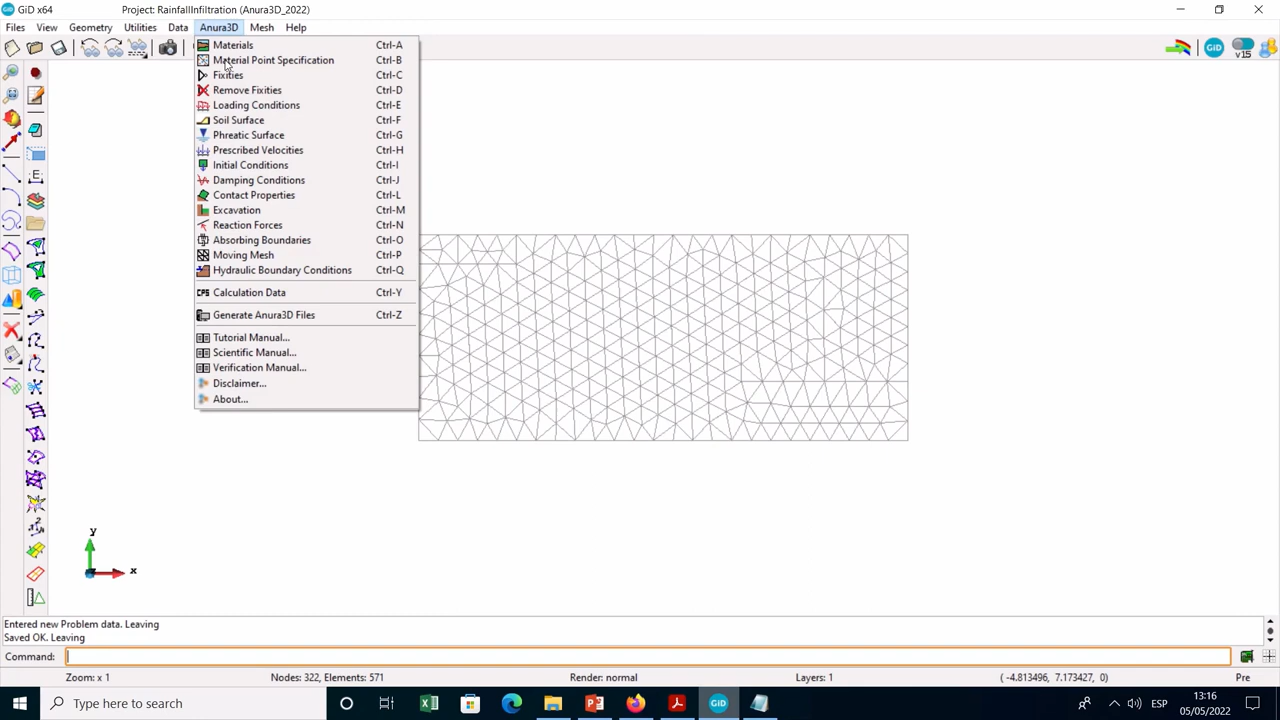 GiD x64
Project: RainfallInfiltration (Anura3D_2022)
Files View Geometry Utilities Data Anura3D Mesh Help
Materials Ctrl-A
Material Point Specification Ctrl-B
Fixities Ctrl-C
Remove Fixities Ctrl-D
Loading Conditions Ctrl-E
Soil Surface Ctrl-F
Phreatic Surface Ctrl-G
Prescribed Velocities Ctrl-H
Initial Conditions Ctrl-I
Damping Conditions Ctrl-J
Contact Properties Ctrl-L
Excavation Ctrl-M
Reaction Forces Ctrl-N
Absorbing Boundaries Ctrl-O
Moving Mesh Ctrl-P
Hydraulic Boundary Conditions Ctrl-Q
CPS Calculation Data Ctrl-Y
Generate Anura3D Files Ctrl-Z
Tutorial Manual...
Scientific Manual...
Verification Manual...
Disclaimer...
About...
GiD
v15
E
y
x
Entered new Problem data. Leaving
Saved OK. Leaving
Command:
Zoom: x 1 Nodes: 322, Elements: 571 Render: normal Layers: 1 ( -4.813496, 7.173427, 0) Pre
Type here to search
GiD
ESP
13:16
05/05/2022